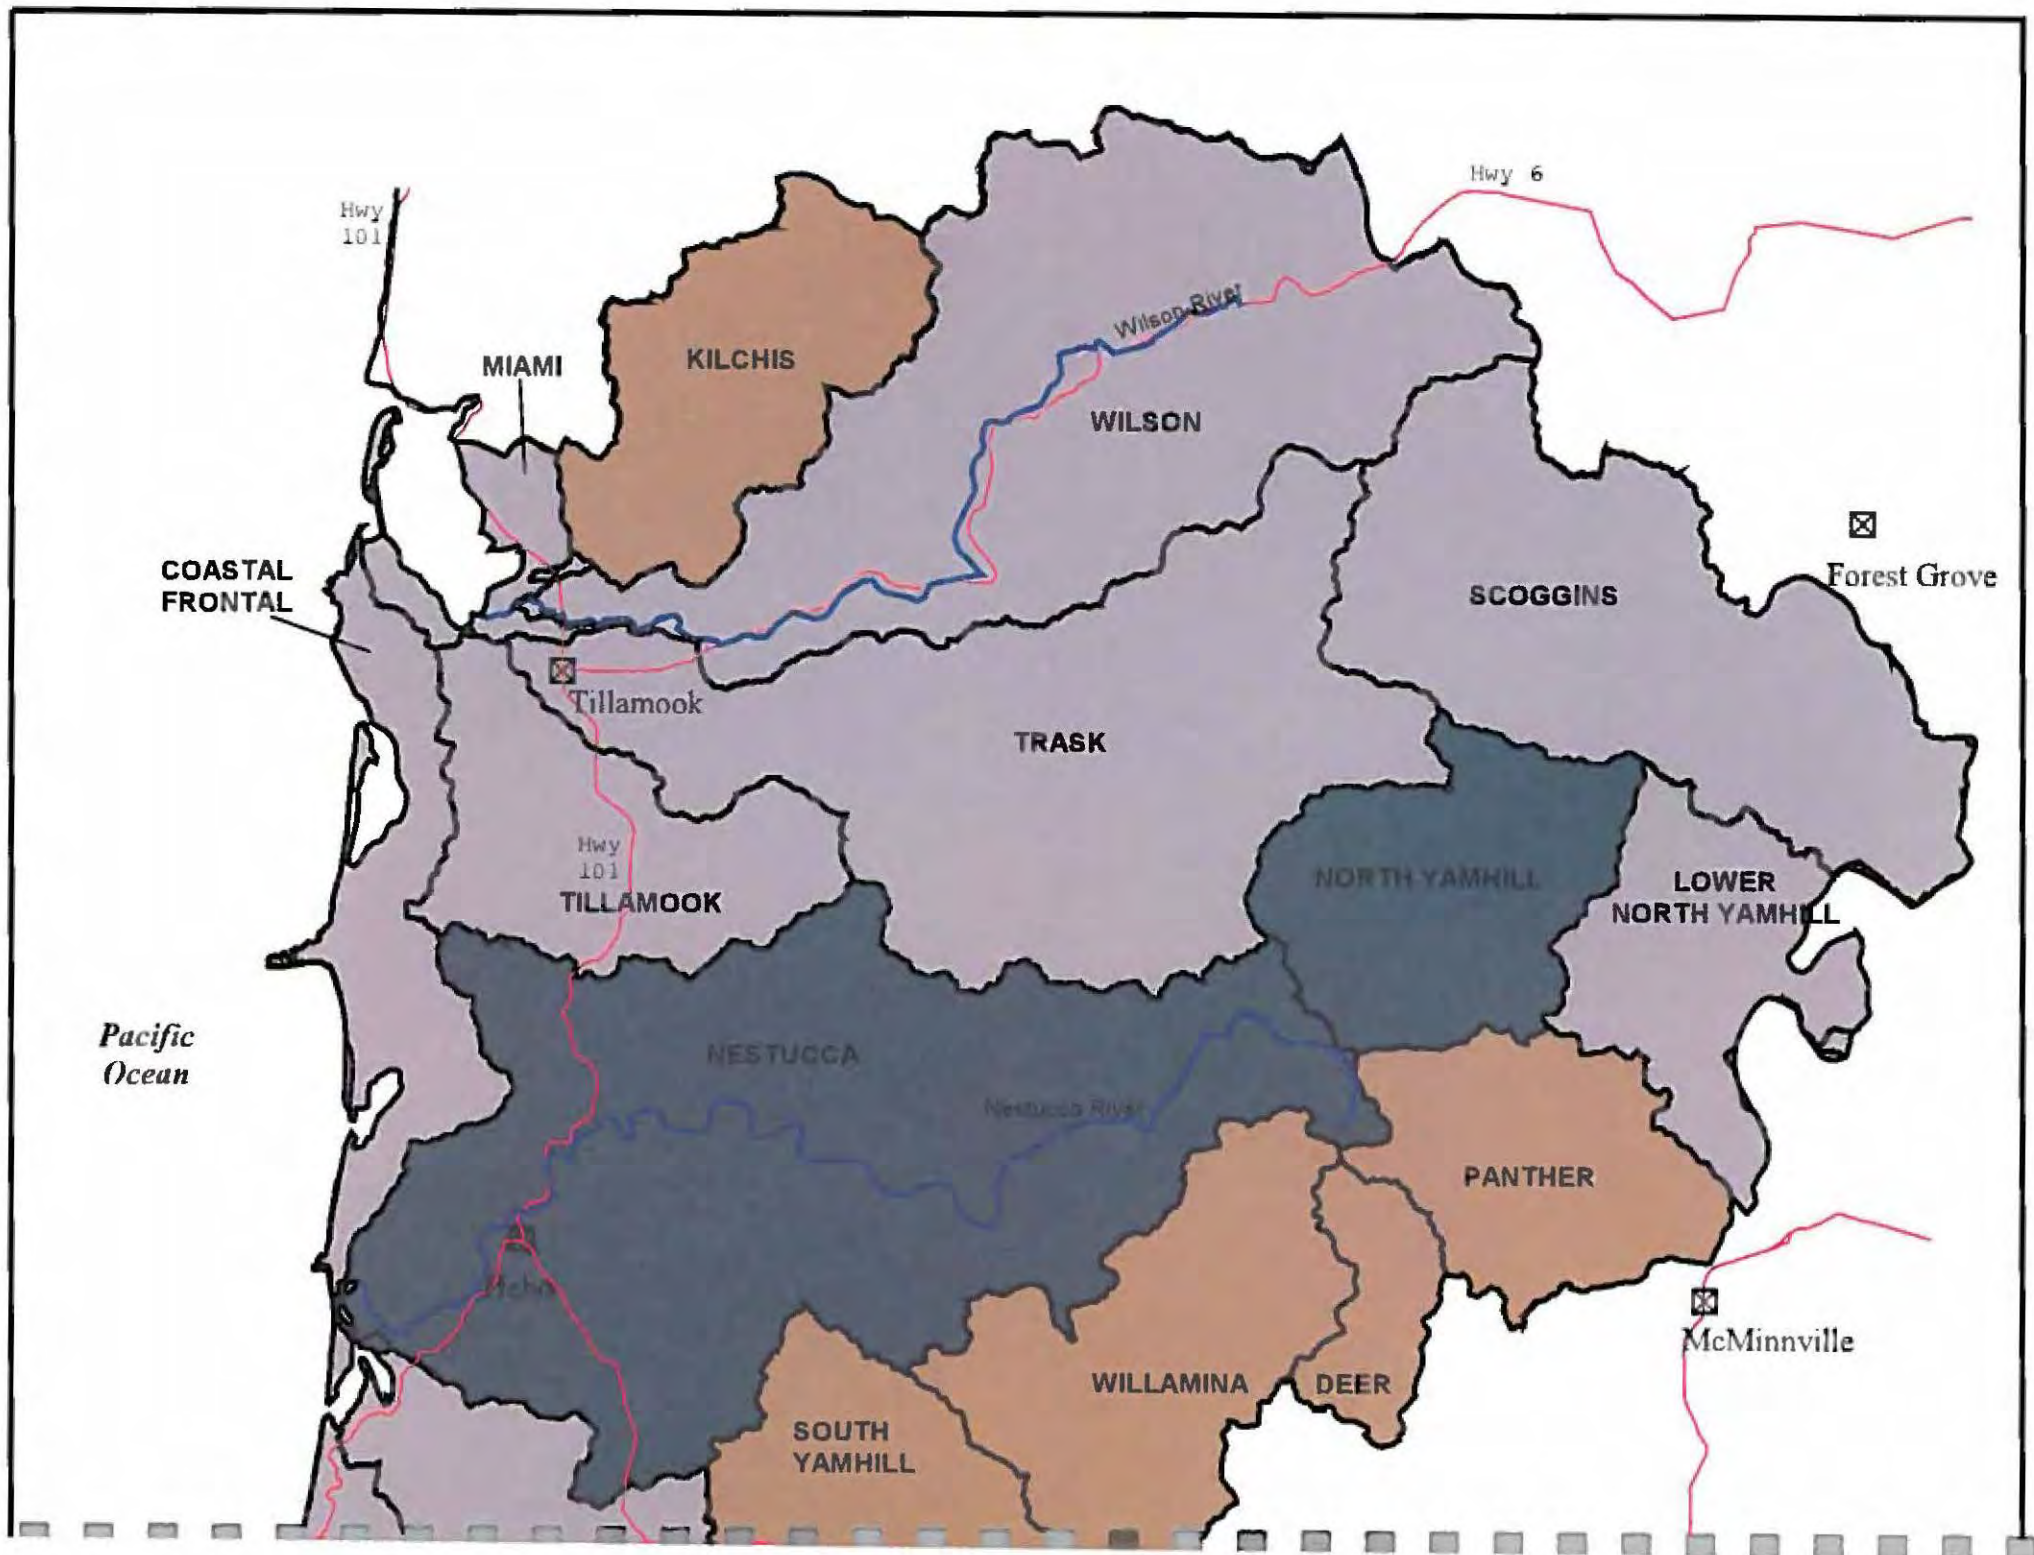 Hwy 6
Hwy
101
Wilson River
MIAMI
KILCHIS
WILSON
COASTAL
FRONTAL
SCOGGINS
Forest Grove
Tillamook
TRASK
Hwy
101
TILLAMOOK
NORTH YAMHILL
LOWER
NORTH YAMHILL
Pacific
Ocean
NESTUCCA
Nestucca River
PANTHER
Hebo
McMinnville
WILLAMINA
DEER
SOUTH
YAMHILL